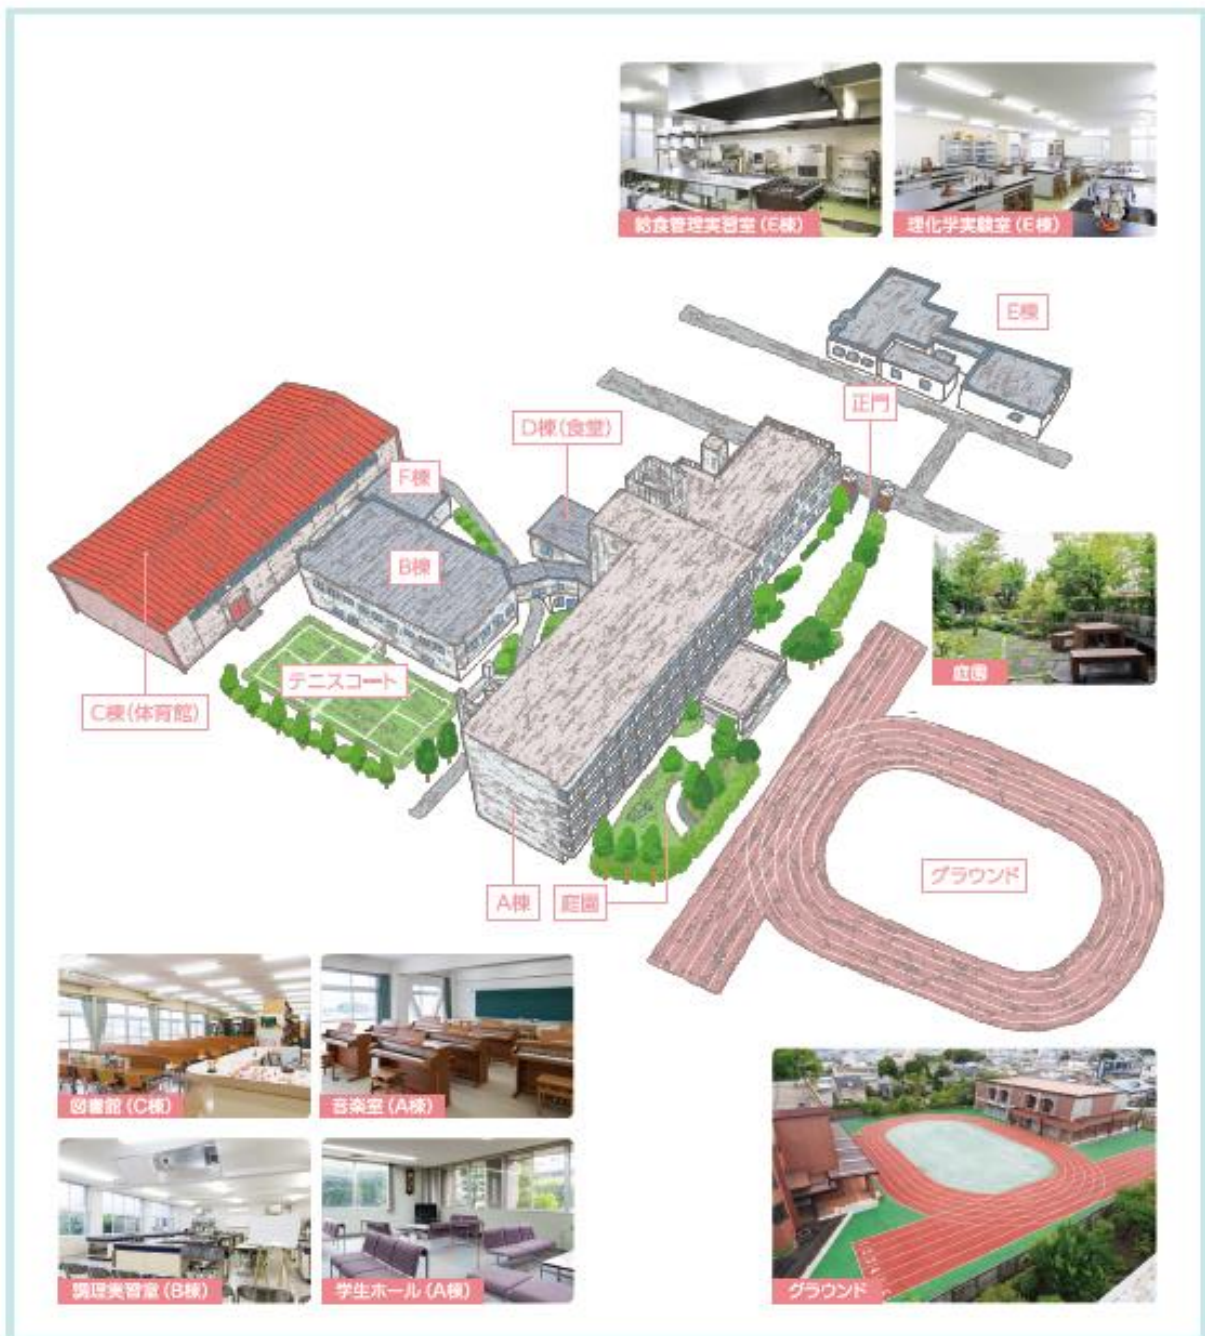 給食管理実習室(E棟)
理化学実験室(E棟)
E棟
正門
D棟(食堂)
F棟
B棟
庭園
テニスコート
C棟(体育館)
グラウンド
A棟
庭園
図書館(C棟)
音楽室(A棟)
調理実習室(B棟)
学生ホール(A棟)
グラウンド